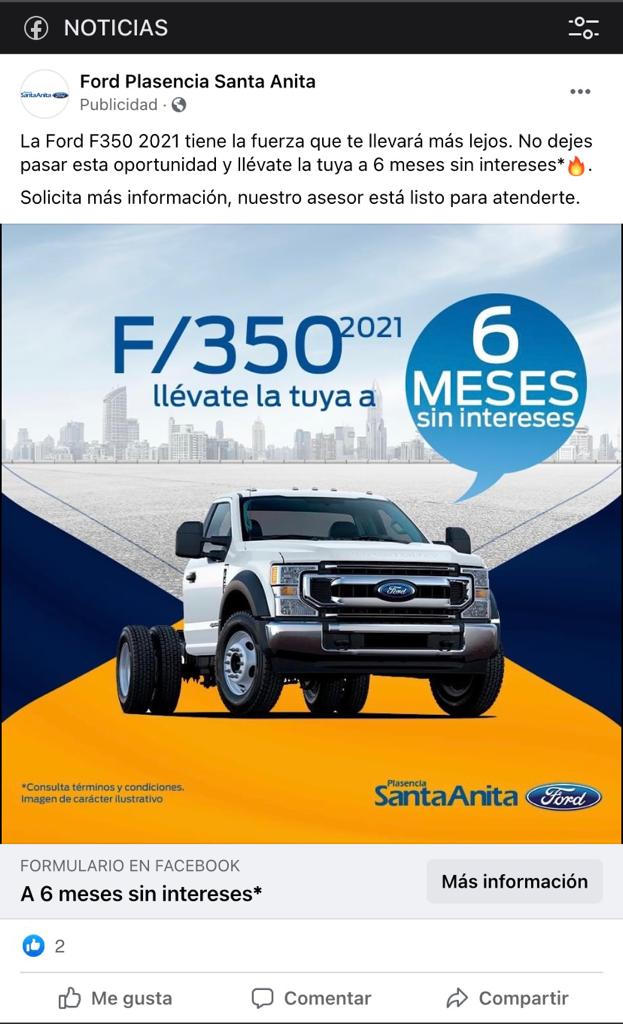 NOTICIAS
Ford Plasencia Santa Anita
Publicidad ·
La Ford F350 2021 tiene la fuerza que te llevará más lejos. No dejes
pasar esta oportunidad y llévate la tuya a 6 meses sin intereses*🔥.
Solicita más información, nuestro asesor está listo para atenderte.
F/350 2021
llévate la tuya a
6
MESES
sin intereses
Ford
*Consulta términos y condiciones.
Imagen de carácter ilustrativo
Plasencia
SantaAnita
Ford
FORMULARIO EN FACEBOOK
A 6 meses sin intereses*
Más información
2
Me gusta
Comentar
Compartir